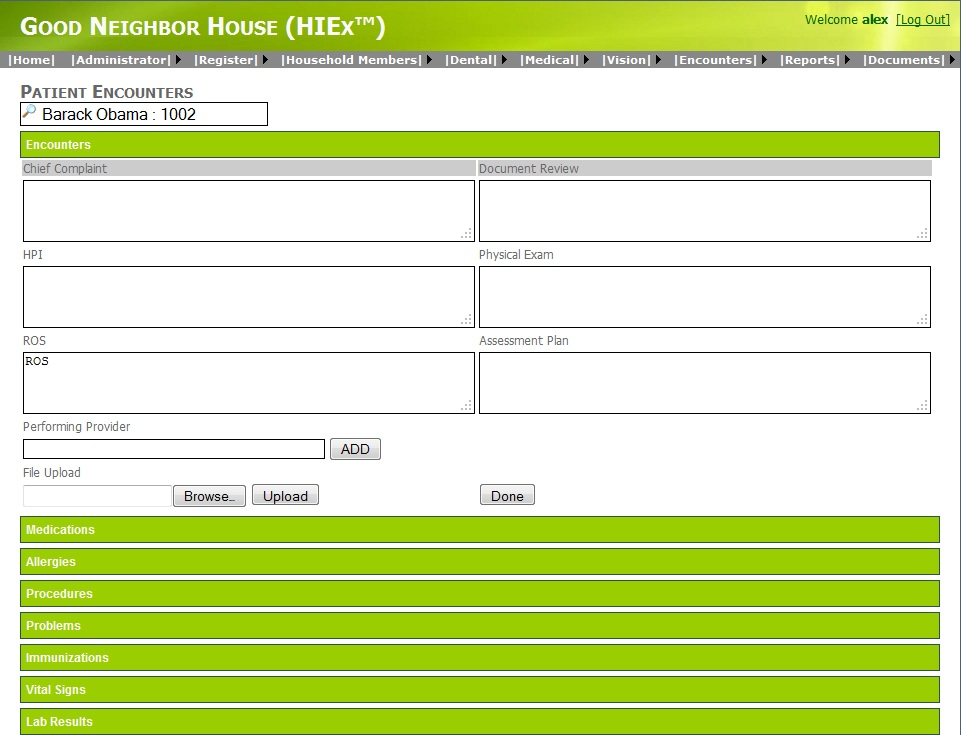 GOOD NEIGHBOR HOUSE (HIEX™)
Welcome alex [Log Out]
|Home| |Administrator| |Register| |Household Members| |Dental| |Medical| |Vision| |Encounters| |Reports| |Documents|
PATIENT ENCOUNTERS
Barack Obama : 1002
Encounters
Chief Complaint Document Review
HPI Physical Exam
ROS Assessment Plan
ROS
Performing Provider
ADD
File Upload
Browse... Upload Done
Medications
Allergies
Procedures
Problems
Immunizations
Vital Signs
Lab Results